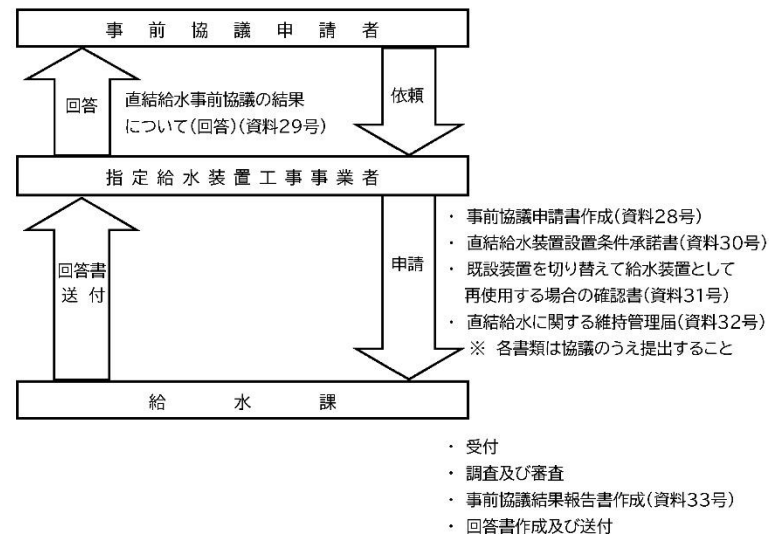 事前協議申請者
回答
直結給水事前協議の結果
について(回答)(資料29号)
依頼
指定給水装置工事事業者
回答書
送付
申請
・ 事前協議申請書作成(資料28号)
・ 直結給水装置設置条件承諾書(資料30号)
・ 既設装置を切り替えて給水装置として
再使用する場合の確認書(資料31号)
・ 直結給水に関する維持管理届(資料32号)
※ 各書類は協議のうえ提出すること
給水課
・ 受付
・ 調査及び審査
・ 事前協議結果報告書作成(資料33号)
・ 回答書作成及び送付